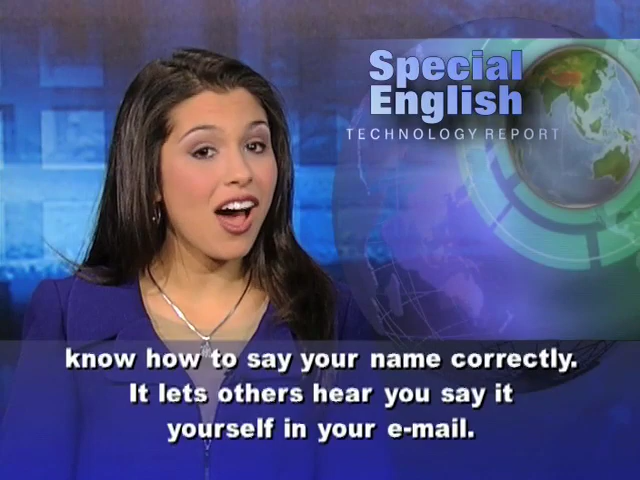 Special
English
TECHNOLOGY REPORT
know how to say your name correctly.
It lets others hear you say it
yourself in your e-mail.